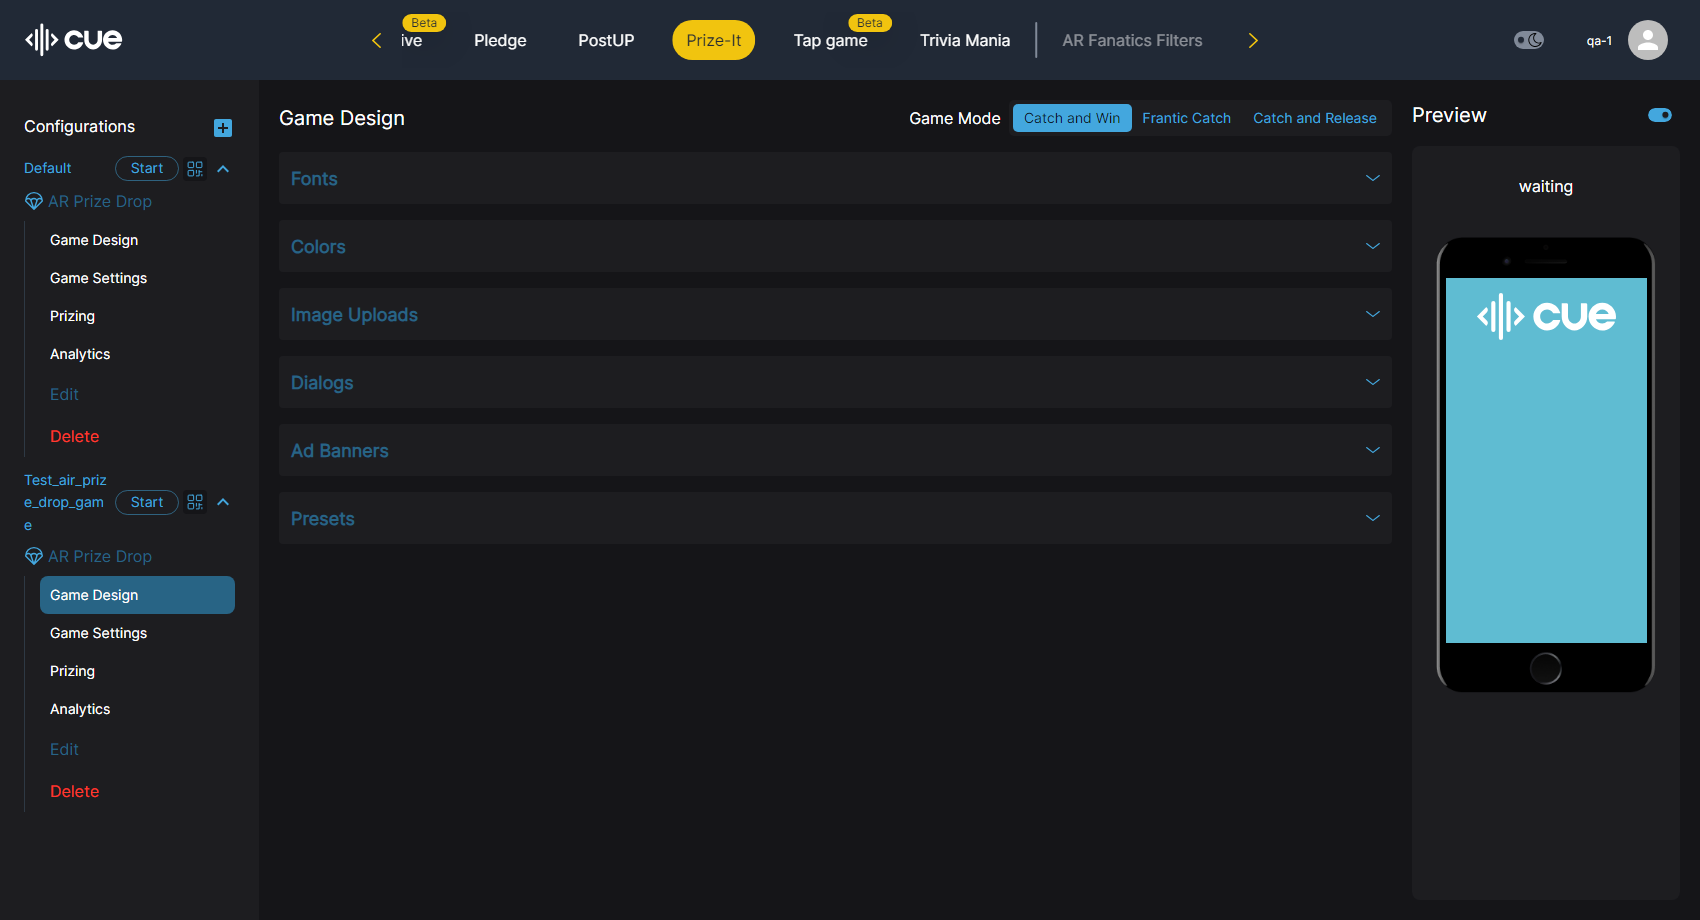 cue
ive
Beta
Pledge
PostUP
Prize-It
Tap game
Beta
Trivia Mania
AR Fanatics Filters
qa-1
Configurations
Default
Start
AR Prize Drop
Game Design
Game Settings
Prizing
Analytics
Edit
Delete
Test_air_priz
e_drop_gam
e
Start
AR Prize Drop
Game Design
Game Settings
Prizing
Analytics
Edit
Delete
Game Design
Game Mode
Catch and Win
Frantic Catch
Catch and Release
Fonts
Colors
Image Uploads
Dialogs
Ad Banners
Presets
Preview
waiting
cue